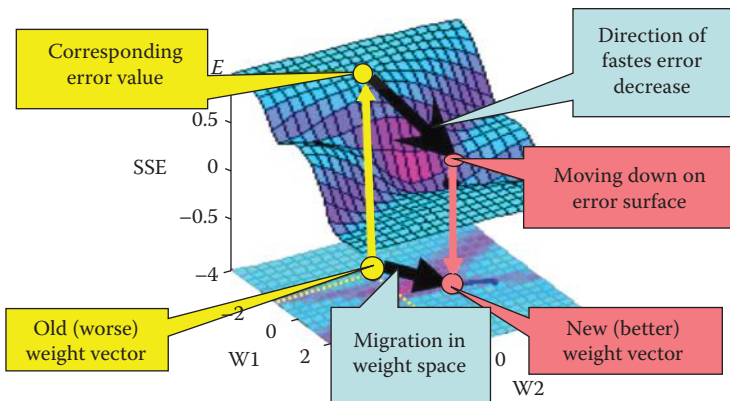 Corresponding
error value
E
Direction of
fastes error
decrease
0.5
SSE
0
−0.5
−4
Moving down on
error surface
−2
0
2
W1
Old (worse)
weight vector
Migration in
weight space
New (better)
weight vector
0
W2